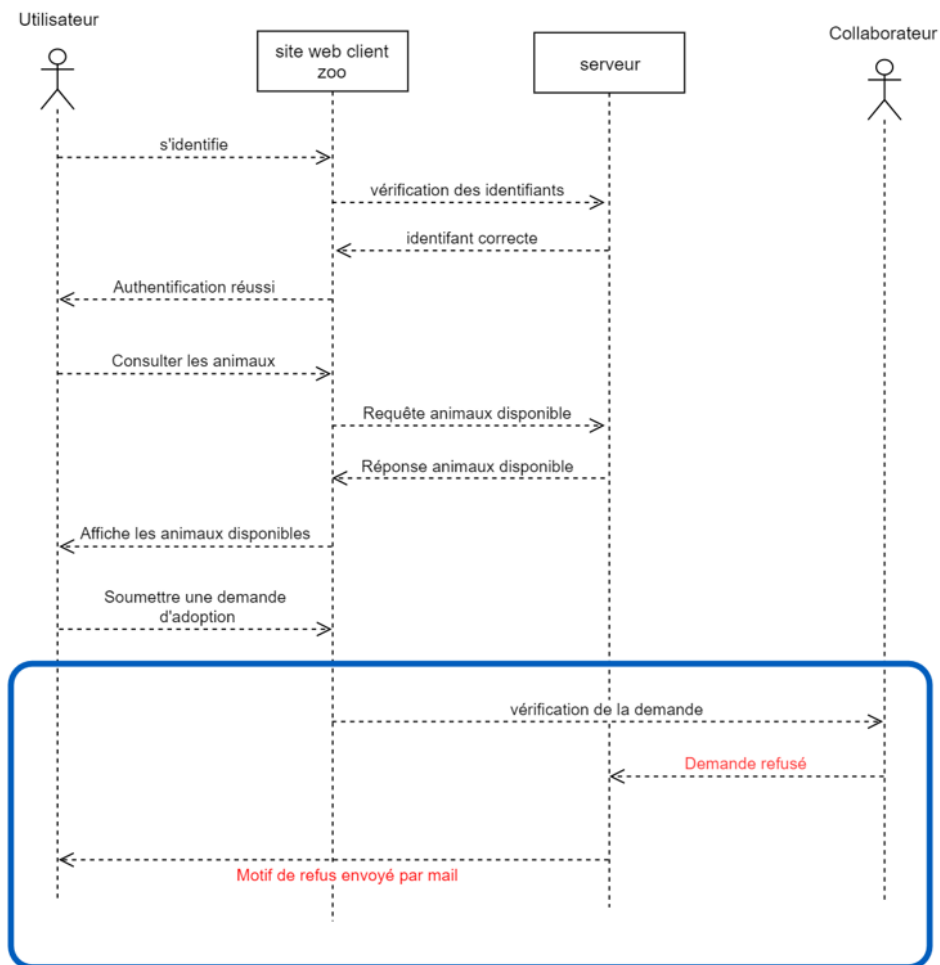 Utilisateur
site web client
zoo
serveur
Collaborateur
s'identifie
vérification des identifiants
identifant correcte
Authentification réussi
Consulter les animaux
Requête animaux disponible
Réponse animaux disponible
Affiche les animaux disponibles
Soumettre une demande
d'adoption
vérification de la demande
Demande refusé
Motif de refus envoyé par mail